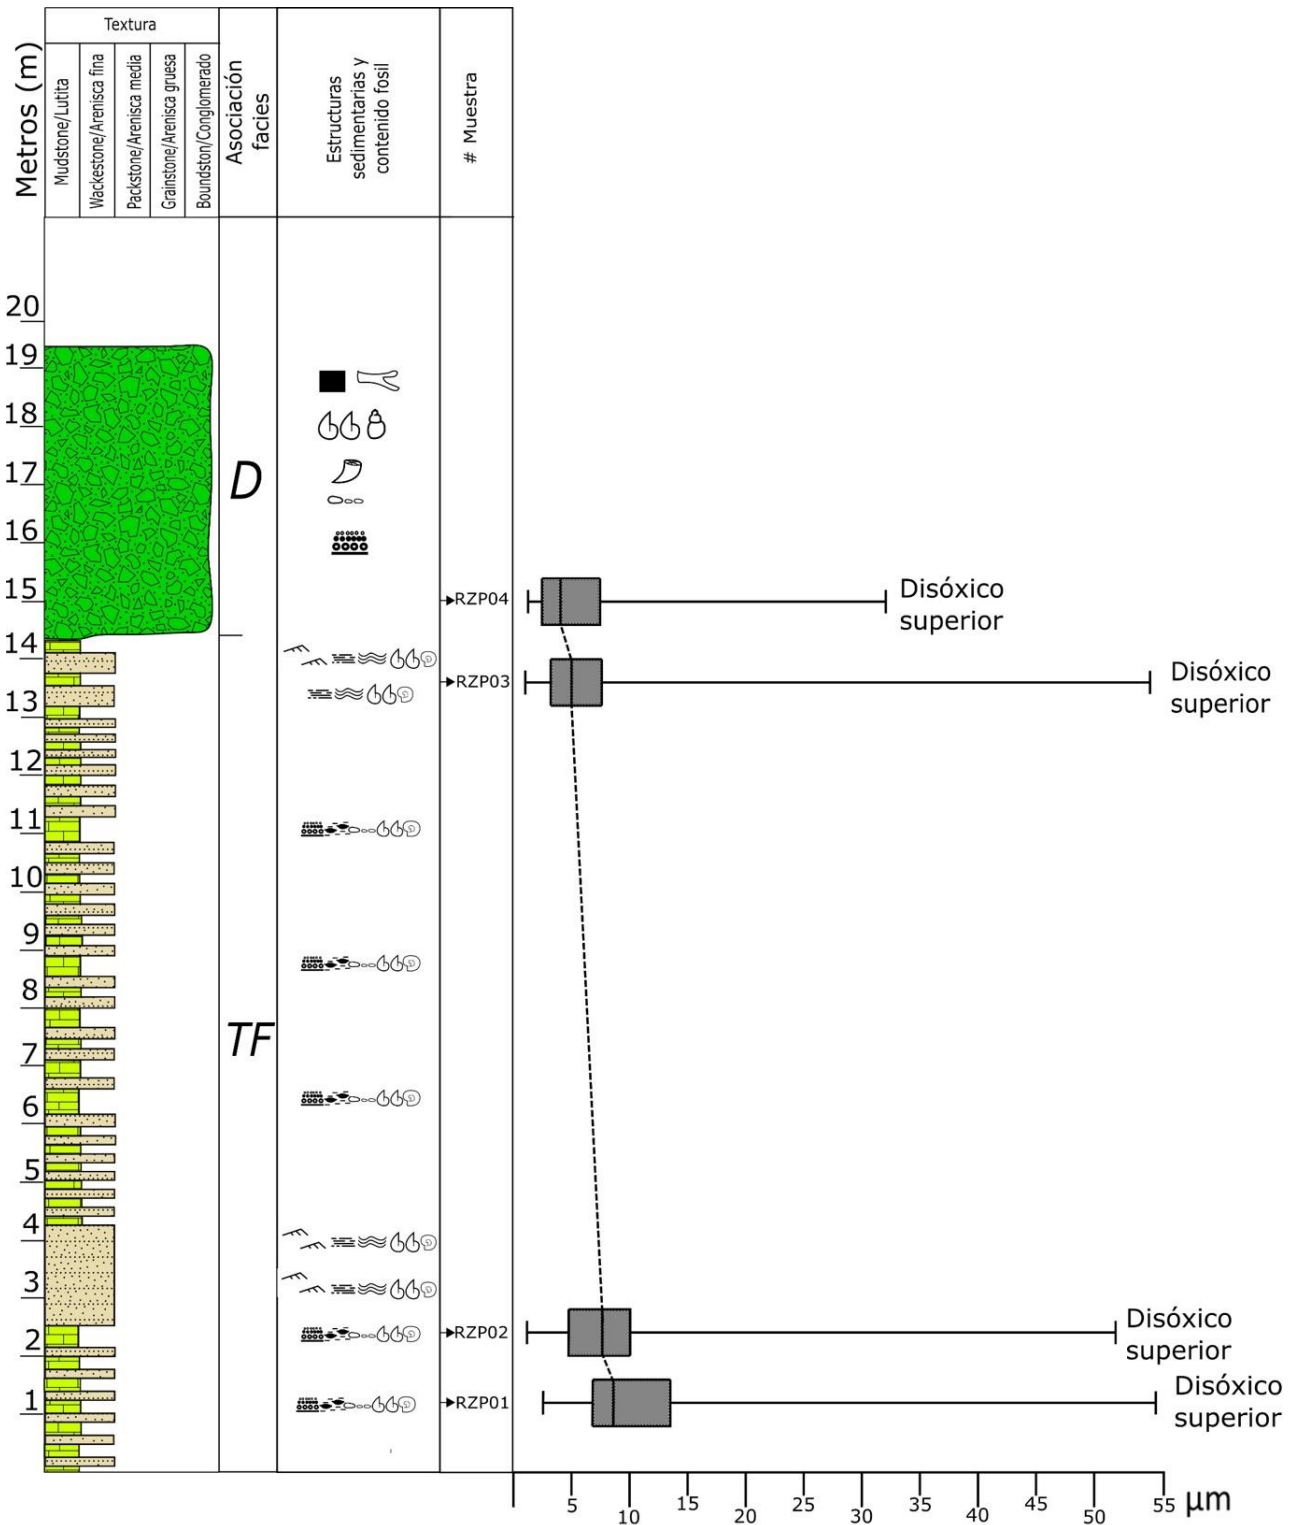 Metros (m)
Textura
Mudstone/Lutita
Wackestone/Arenisca fina
Packstone/Arenisca media
Grainstone/Arenisca gruesa
Boundston/Conglomerado
Asociación
facies
Estructuras
sedimentarias y
contenido fosil
# Muestra
20
19
18
17
16
15
14
13
12
11
10
9
8
7
6
5
4
3
2
1
D
TF
RZP04
Disóxico
superior
RZP03
Disóxico
superior
RZP02
Disóxico
superior
RZP01
Disóxico
superior
5
10
15
20
25
30
35
40
45
50
55
µm